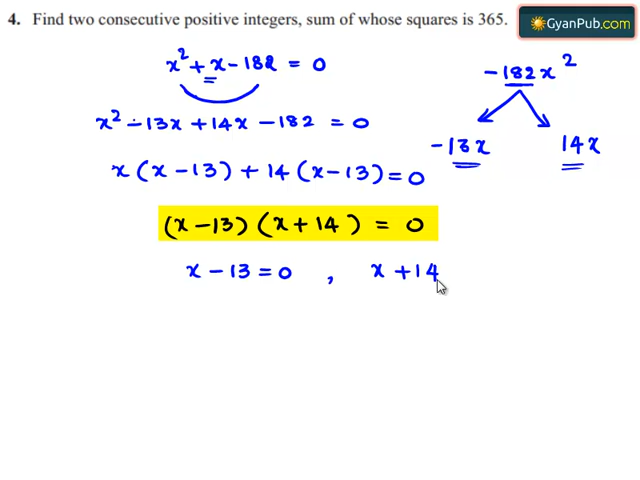 4. Find two consecutive positive integers, sum of whose squares is 365.
GyanPub.com
x² + x - 182 = 0
-182x²
x² - 13x + 14x - 182 = 0
-13x 14x
x (x - 13) + 14 (x - 13) = 0
(x - 13) (x + 14) = 0
x - 13 = 0 , x + 14